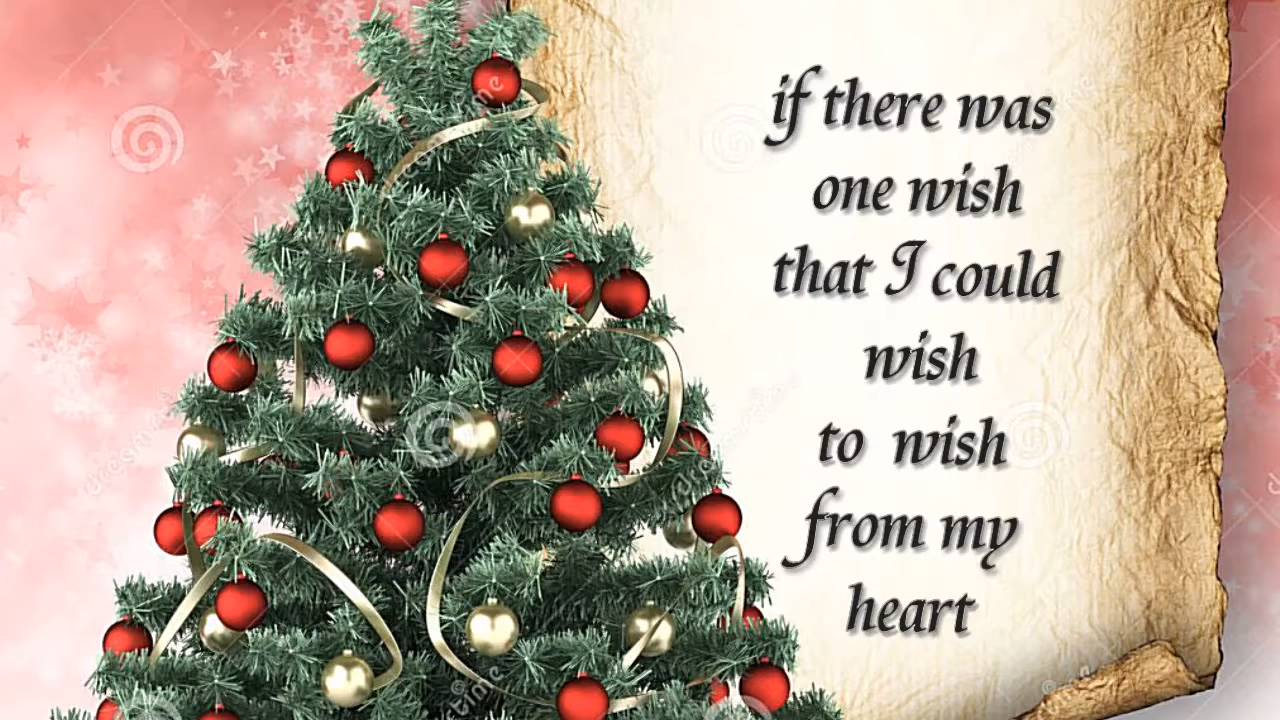 if there was
one wish
that I could
wish
to wish
from my
heart